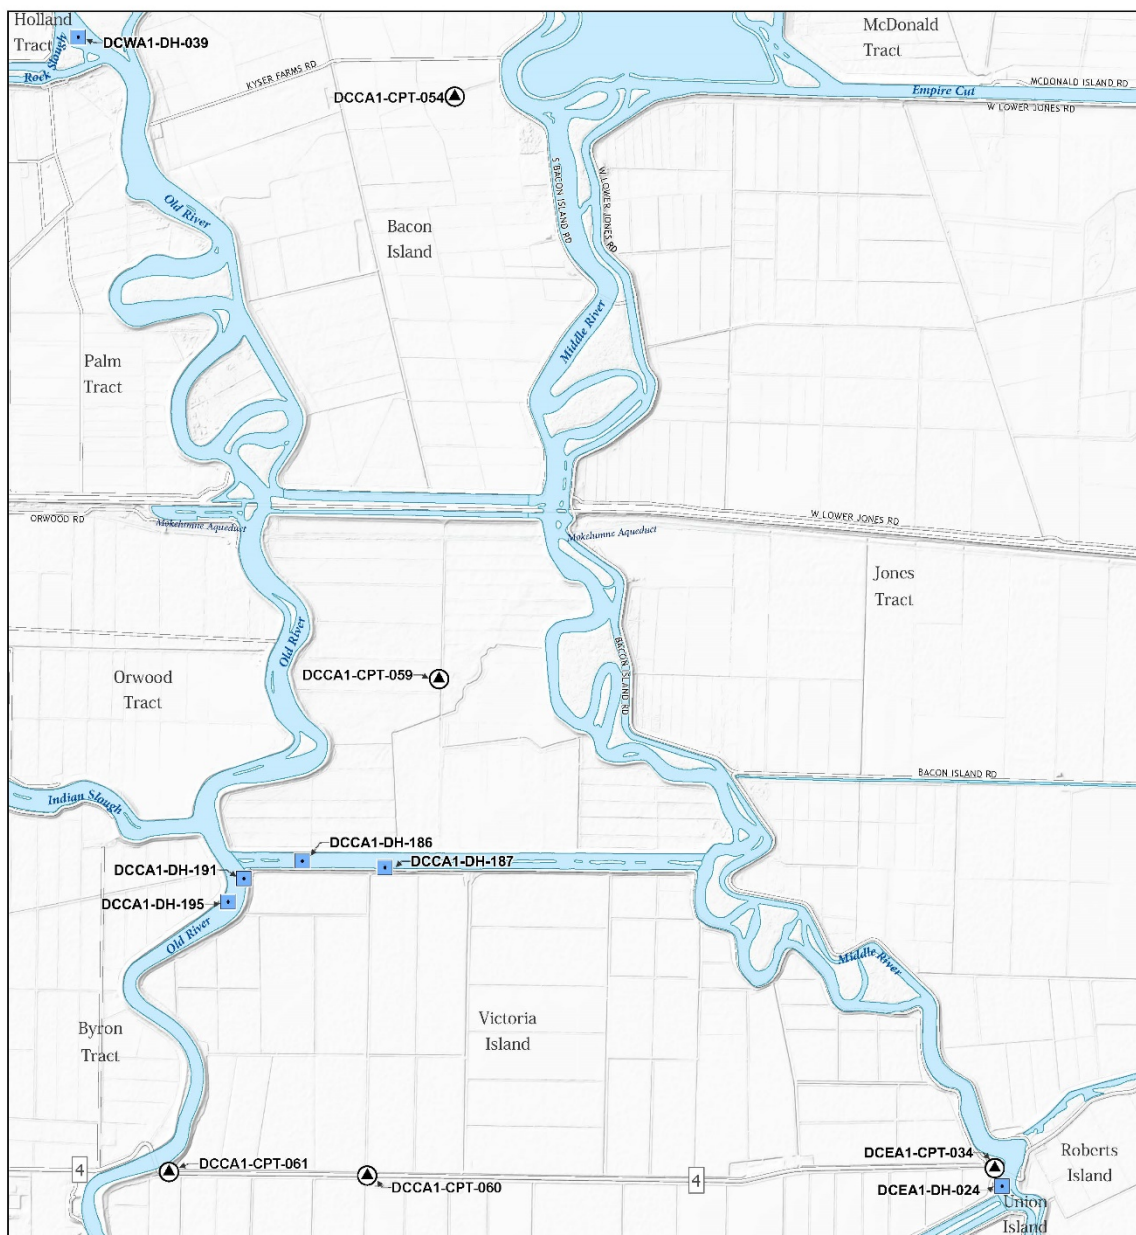 Holland
Tract
DCWA1-DH-039
Rock Slough
KYSER FARMS RD
DCCA1-CPT-054
McDonald
Tract
MCDONALD ISLAND RD
Empire Cut
W LOWER JONES RD
S BACON ISLAND RD
W LOWER JONES RD
Old River
Bacon
Island
Middle River
Palm
Tract
ORWOOD RD
Mokelumne Aqueduct
Mokelumne Aqueduct
W LOWER JONES RD
Jones
Tract
Old River
BACON ISLAND RD
Orwood
Tract
DCCA1-CPT-059
BACON ISLAND RD
Indian Slough
DCCA1-DH-186
DCCA1-DH-187
DCCA1-DH-191
DCCA1-DH-195
Old River
Middle River
Byron
Tract
Victoria
Island
DCCA1-CPT-061
DCEA1-CPT-034
Roberts
Island
4
DCCA1-CPT-060
4
DCEA1-DH-024
Union
Island